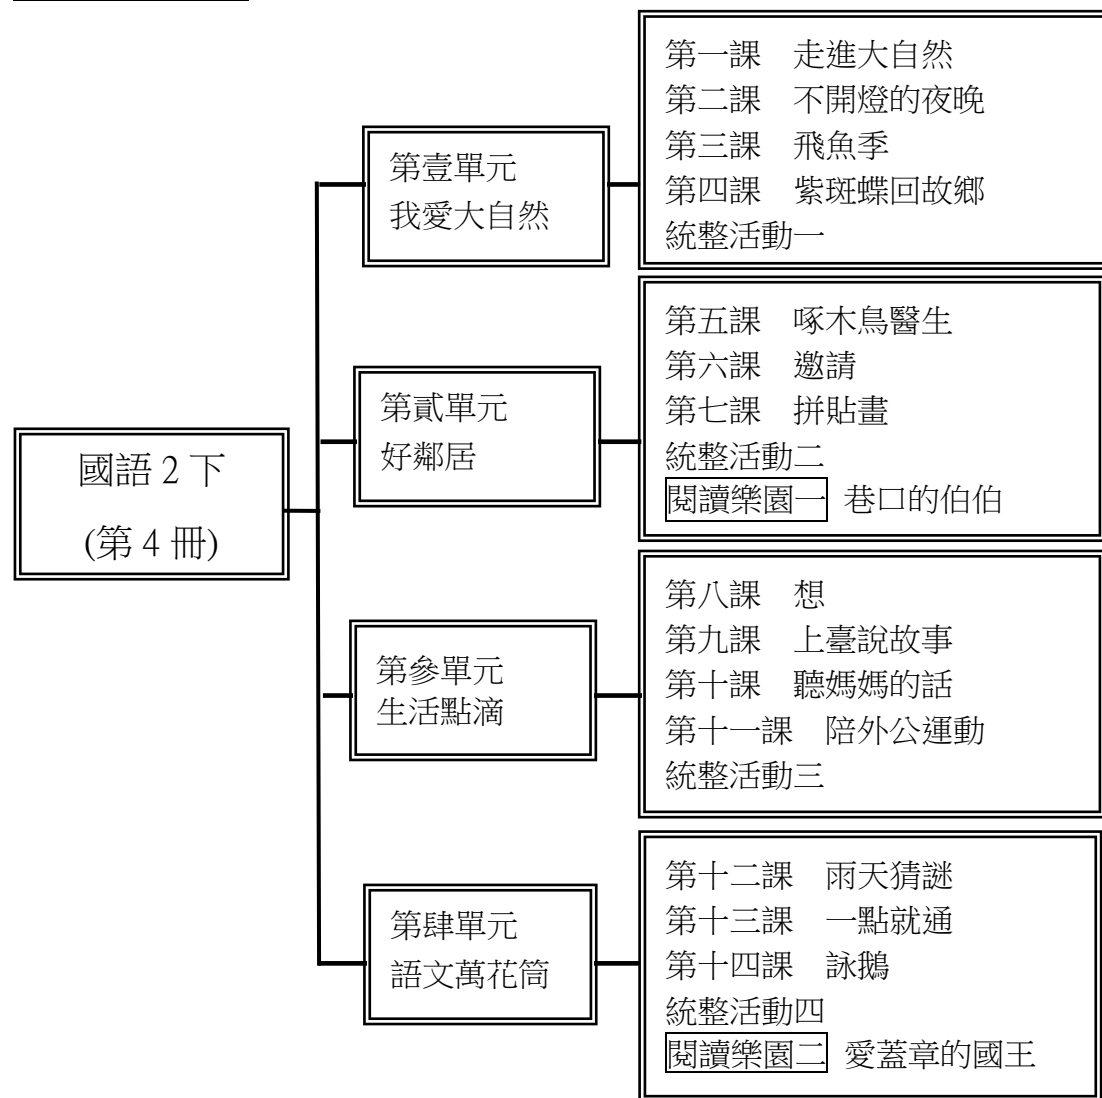 國語 2 下
(第 4 冊)
第壹單元
我愛大自然
第一課 走進大自然
第二課 不開燈的夜晚
第三課 飛魚季
第四課 紫斑蝶回故鄉
統整活動一
第貳單元
好鄰居
第五課 啄木鳥醫生
第六課 邀請
第七課 拼貼畫
統整活動二
閱讀樂園一 巷口的伯伯
第參單元
生活點滴
第八課 想
第九課 上臺說故事
第十課 聽媽媽的話
第十一課 陪外公運動
統整活動三
第肆單元
語文萬花筒
第十二課 雨天猜謎
第十三課 一點就通
第十四課 詠鵝
統整活動四
閱讀樂園二 愛蓋章的國王